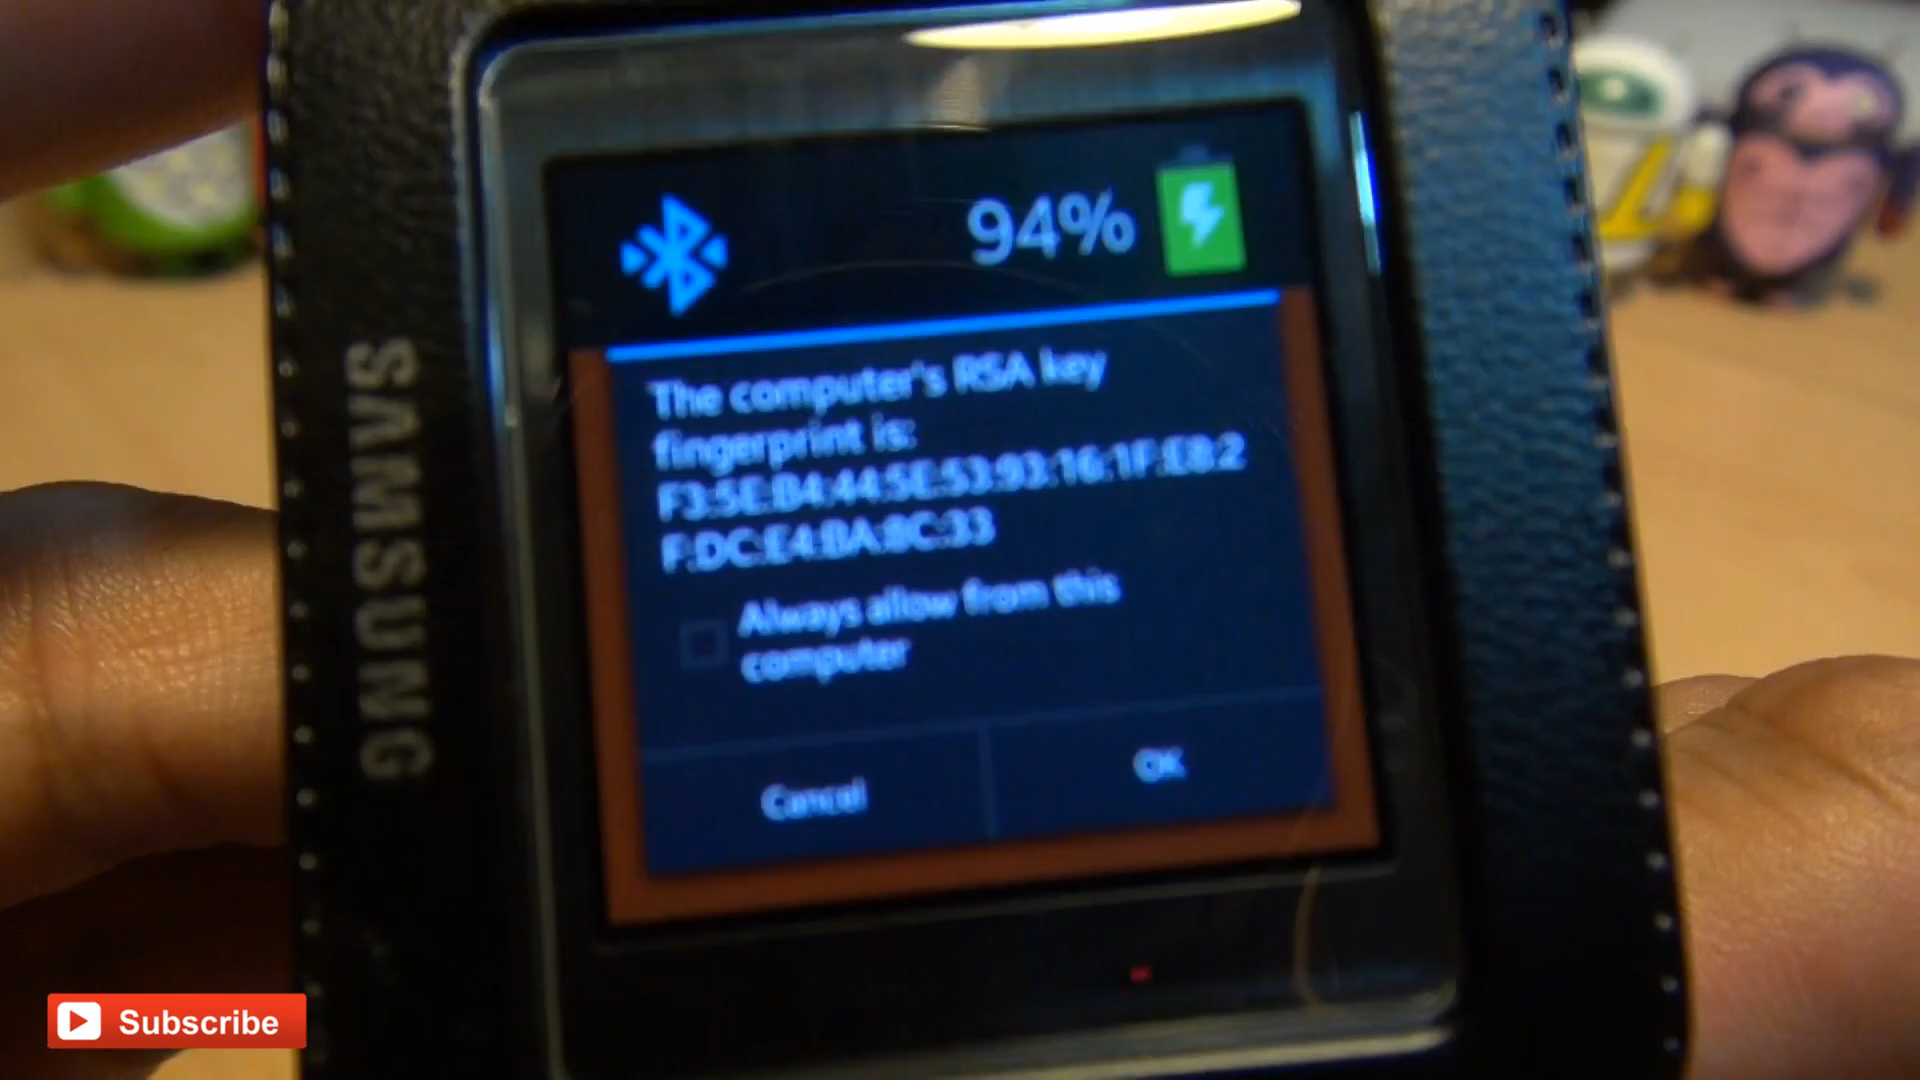 94%
SAMSUNG
The computer's RSA key
fingerprint is:
F3:5E:B4:44:5E:53:93:16:1F:E8:2
F:DC:E4:BA:8C:33
Always allow from this
computer
Cancel
OK
Subscribe